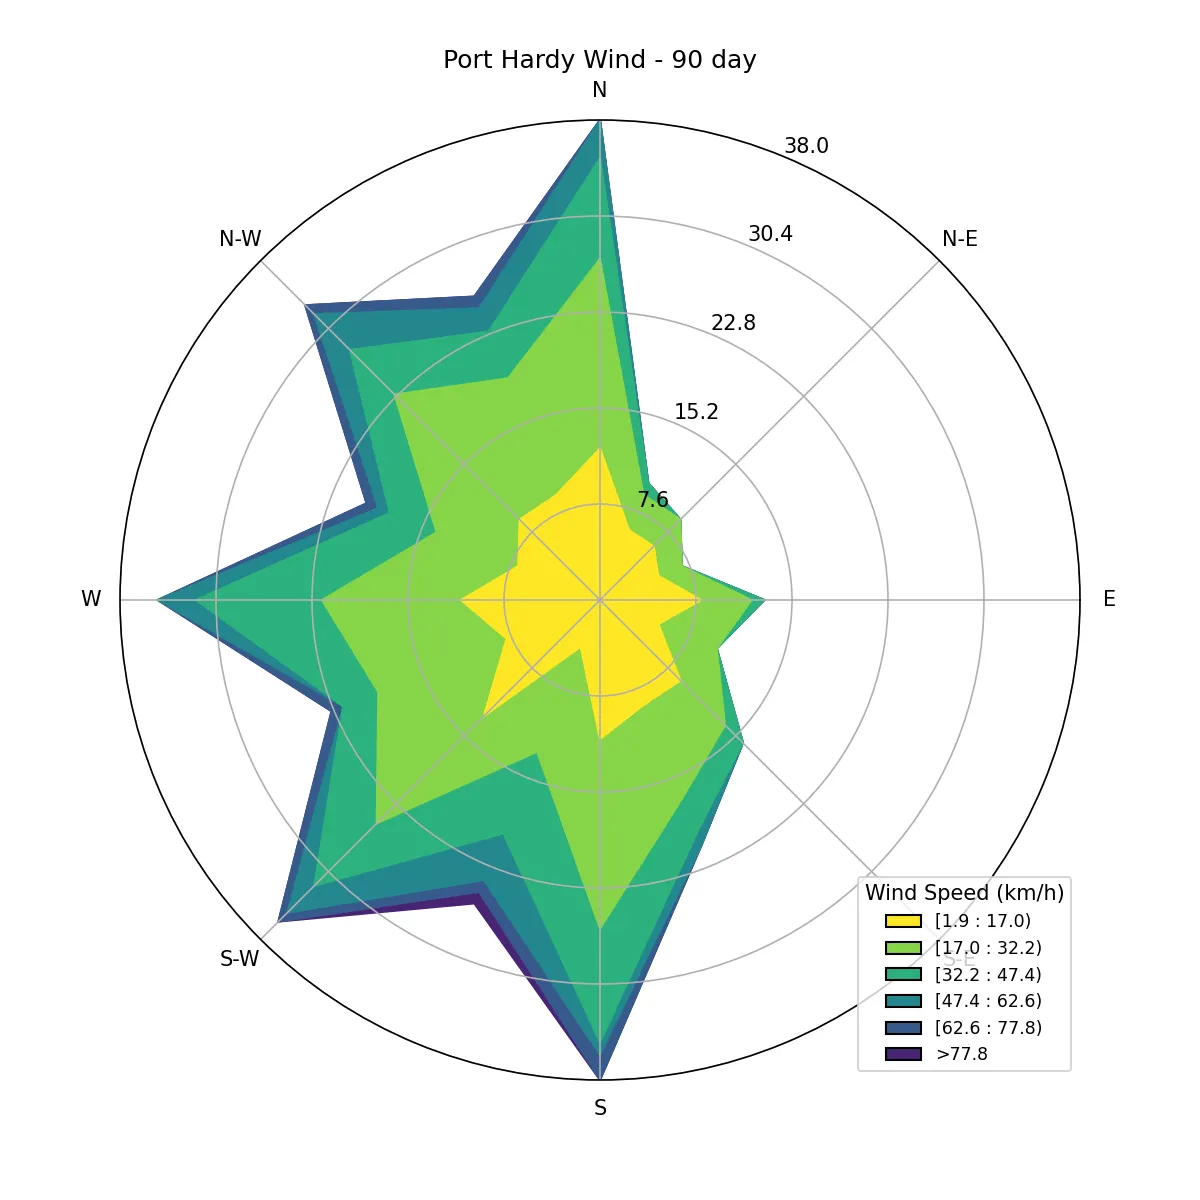 Port Hardy Wind - 90 day
N
38.0
N-W
30.4
N-E
22.8
15.2
7.6
W
E
S-W
S-E
S
Wind Speed (km/h)
[1.9 : 17.0)
[17.0 : 32.2)
[32.2 : 47.4)
[47.4 : 62.6)
[62.6 : 77.8)
>77.8